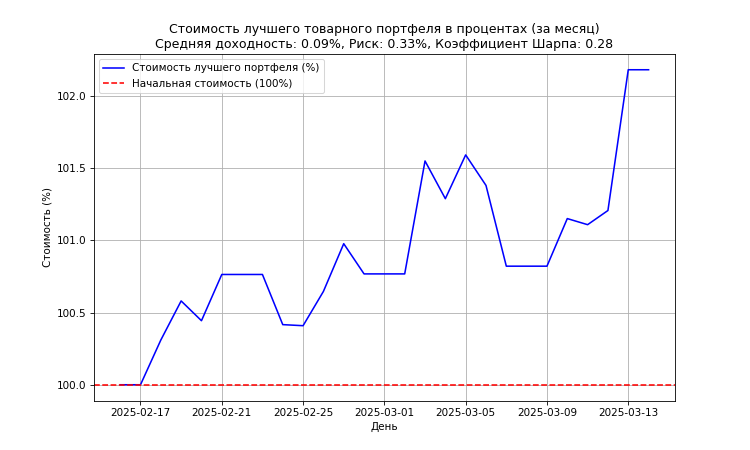 Стоимость лучшего товарного портфеля в процентах (за месяц)
Средняя доходность: 0.09%, Риск: 0.33%, Коэффициент Шарпа: 0.28
Стоимость лучшего портфеля (%)
Начальная стоимость (100%)
Стоимость (%)
102.0
101.5
101.0
100.5
100.0
2025-02-17 2025-02-21 2025-02-25 2025-03-01 2025-03-05 2025-03-09 2025-03-13
День